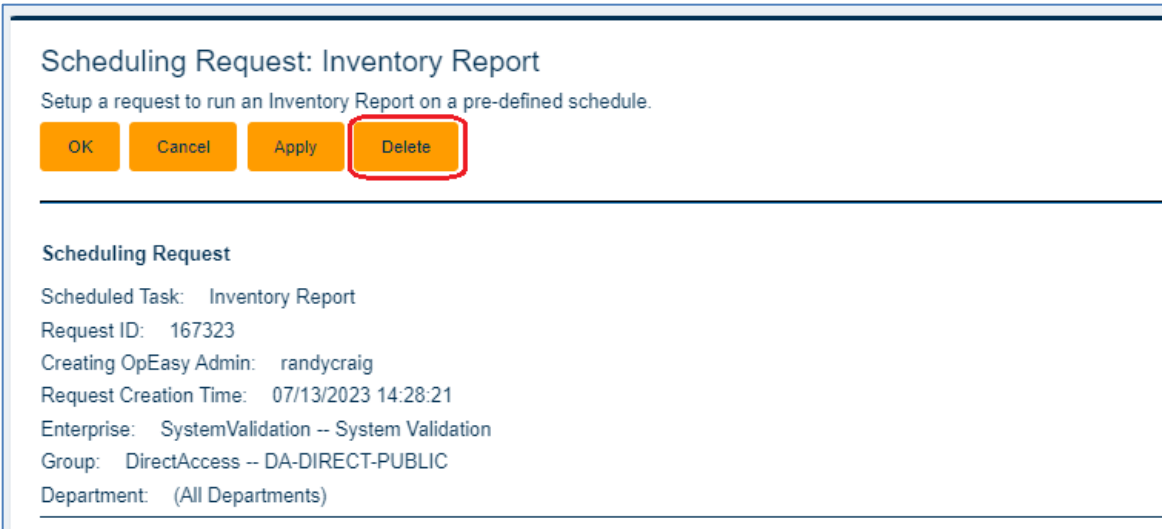 Scheduling Request: Inventory Report
Setup a request to run an Inventory Report on a pre-defined schedule.
OK Cancel Apply Delete
Scheduling Request
Scheduled Task: Inventory Report
Request ID: 167323
Creating OpEasy Admin: randycraig
Request Creation Time: 07/13/2023 14:28:21
Enterprise: SystemValidation -- System Validation
Group: DirectAccess -- DA-DIRECT-PUBLIC
Department: (All Departments)